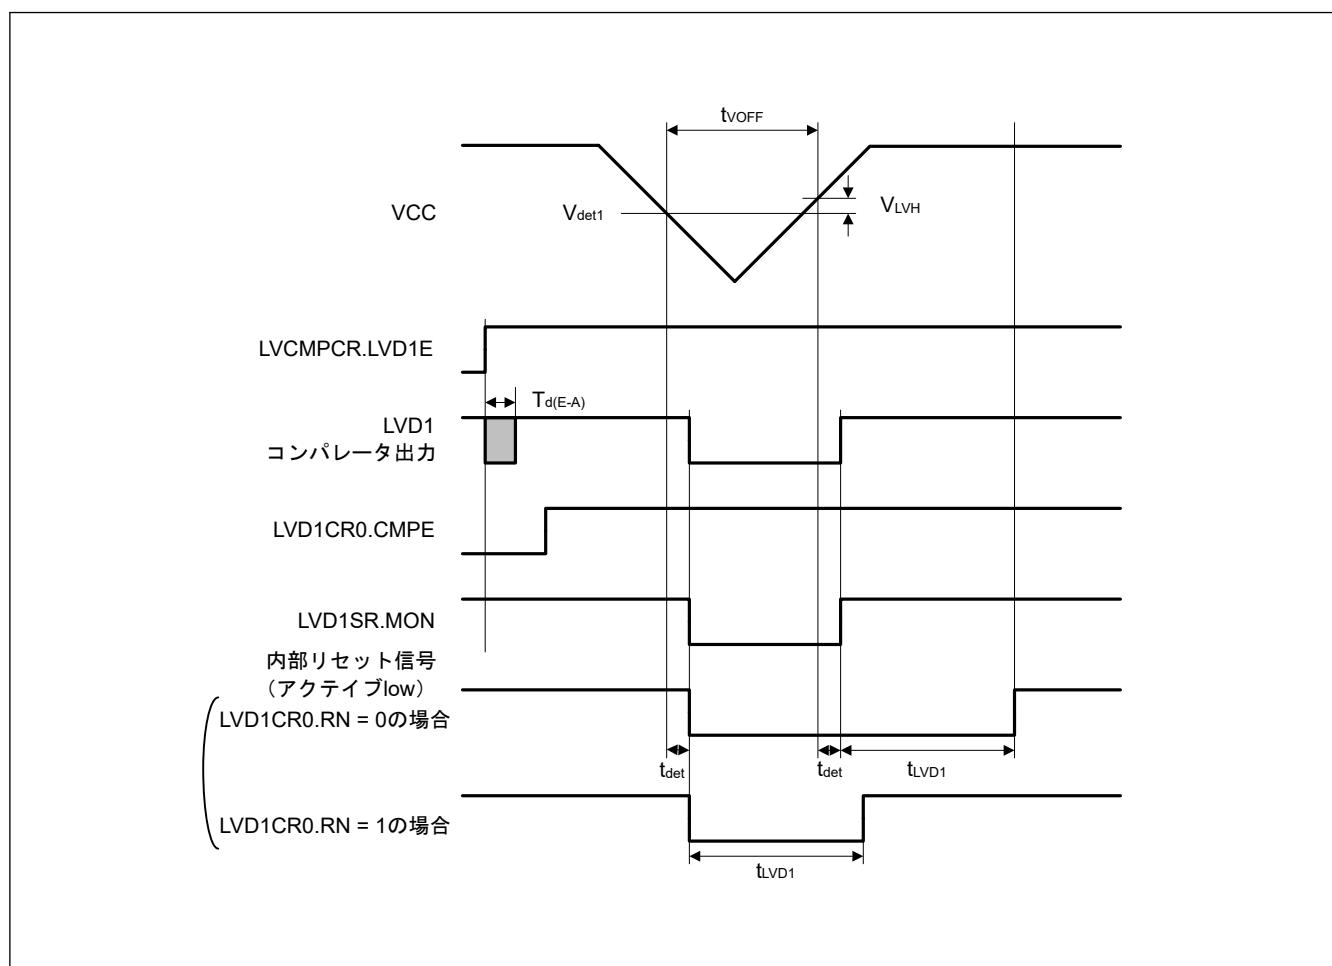 tVOFF
VCC
Vdet1
VLVH
LVCMPCR.LVD1E
Td(E-A)
LVD1
コンパレータ出力
LVD1CR0.CMPE
LVD1SR.MON
内部リセット信号
（アクティブlow）
LVD1CR0.RN = 0の場合
tdet
tdet
tLVD1
LVD1CR0.RN = 1の場合
tLVD1